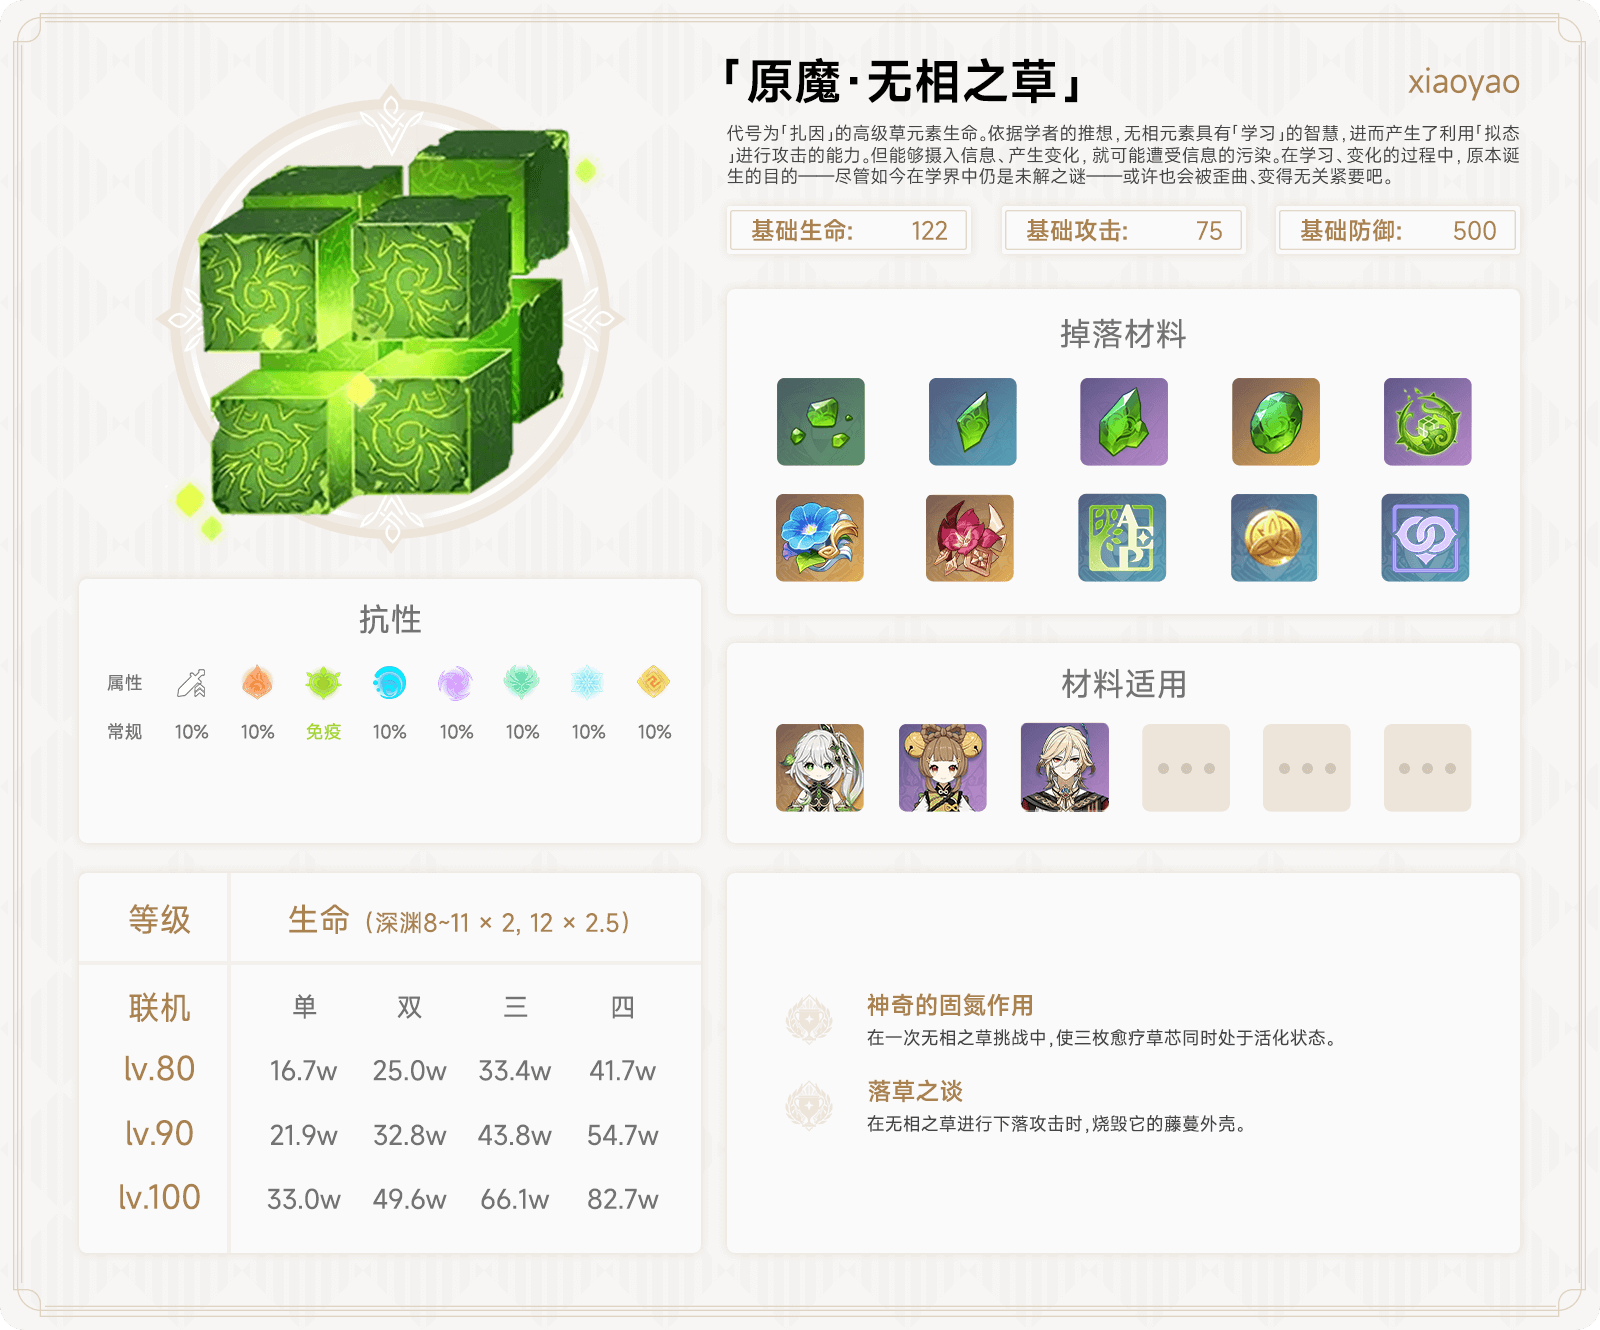 「原魔·无相之草」
xiaoyao
代号为「扎因」的高级草元素生命。依据学者的推想，无相元素具有「学习」的智慧，进而产生了利用「拟态
」进行攻击的能力。但能够摄入信息、产生变化，就可能遭受信息的污染。在学习、变化的过程中，原本诞
生的目的——尽管如今在学界中仍是未解之谜——或许也会被歪曲、变得无关紧要吧。
基础生命: 122
基础攻击: 75
基础防御: 500
掉落材料
AEP
抗性
属性
常规 10% 10% 免疫 10% 10% 10% 10% 10%
材料适用
等级 生命（深渊8~11 × 2, 12 × 2.5）
联机 单 双 三 四
lv.80 16.7w 25.0w 33.4w 41.7w
lv.90 21.9w 32.8w 43.8w 54.7w
lv.100 33.0w 49.6w 66.1w 82.7w
神奇的固氮作用
在一次无相之草挑战中，使三枚愈疗草芯同时处于活化状态。
落草之谈
在无相之草进行下落攻击时，烧毁它的藤蔓外壳。